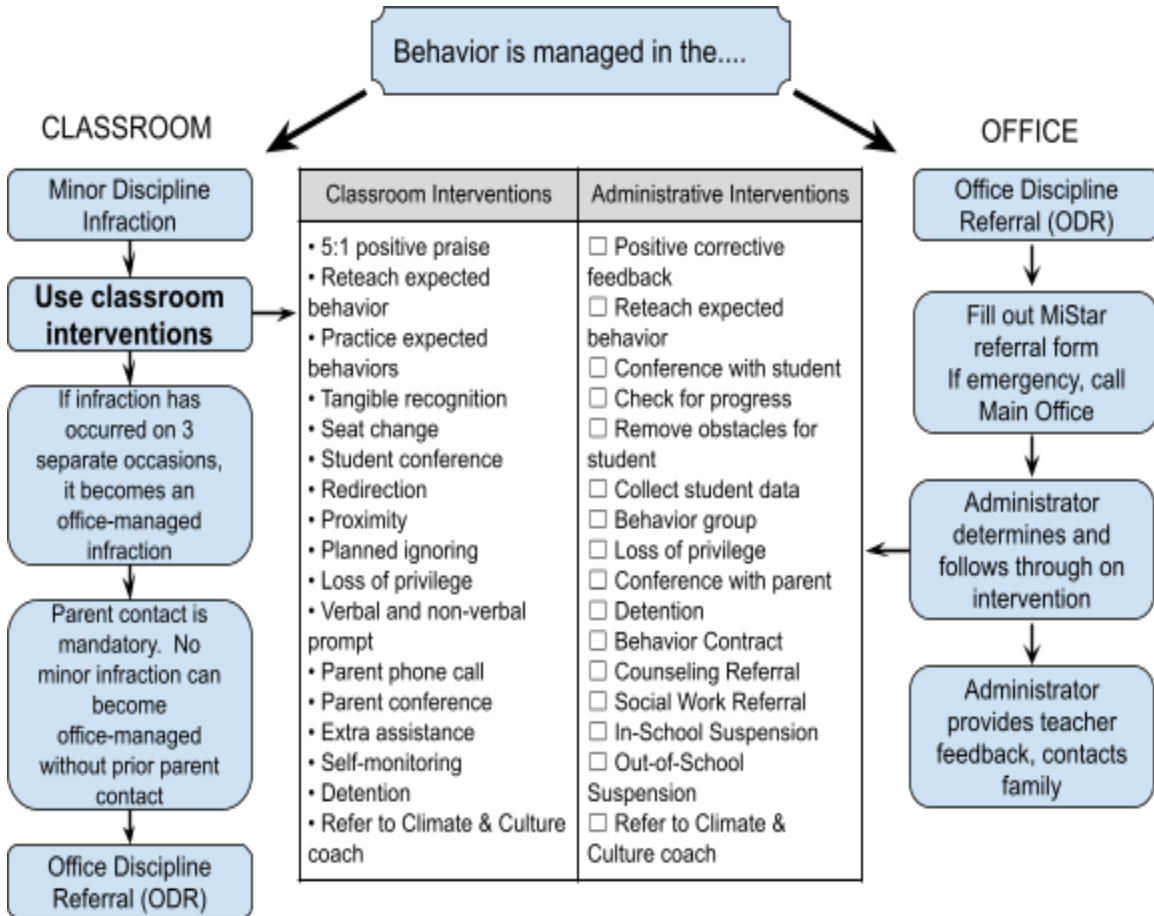 Behavior is managed in the....
CLASSROOM
Minor Discipline
Infraction
Use classroom
interventions
If infraction has
occurred on 3
separate occasions,
it becomes an
office-managed
infraction
Parent contact is
mandatory. No
minor infraction can
become
office-managed
without prior parent
contact
Office Discipline
Referral (ODR)
Classroom Interventions
• 5:1 positive praise
• Reteach expected
behavior
• Practice expected
behaviors
• Tangible recognition
• Seat change
• Student conference
• Redirection
• Proximity
• Planned ignoring
• Loss of privilege
• Verbal and non-verbal
prompt
• Parent phone call
• Parent conference
• Extra assistance
• Self-monitoring
• Detention
• Refer to Climate & Culture
coach
Administrative Interventions
☐ Positive corrective
feedback
☐ Reteach expected
behavior
☐ Conference with student
☐ Check for progress
☐ Remove obstacles for
student
☐ Collect student data
☐ Behavior group
☐ Loss of privilege
☐ Conference with parent
☐ Detention
☐ Behavior Contract
☐ Counseling Referral
☐ Social Work Referral
☐ In-School Suspension
☐ Out-of-School
Suspension
☐ Refer to Climate &
Culture coach
OFFICE
Office Discipline
Referral (ODR)
Fill out MiStar
referral form
If emergency, call
Main Office
Administrator
determines and
follows through on
intervention
Administrator
provides teacher
feedback, contacts
family